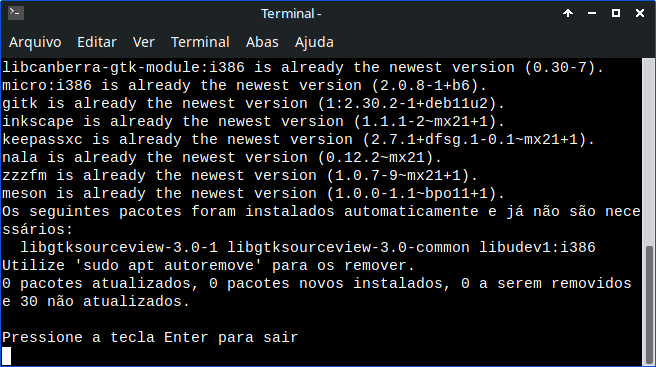 Terminal -
Arquivo Editar Ver Terminal Abas Ajuda
libcanberra-gtk-module:i386 is already the newest version (0.30-7).
micro:i386 is already the newest version (2.0.8-1+b6).
gitk is already the newest version (1:2.30.2-1+deb11u2).
inkscape is already the newest version (1.1.1-2~mx21+1).
keepassxc is already the newest version (2.7.1+dfsg.1-0.1~mx21+1).
nala is already the newest version (0.12.2~mx21).
zzzfm is already the newest version (1.0.7-9~mx21+1).
meson is already the newest version (1.0.0-1.1~bpo11+1).
Os seguintes pacotes foram instalados automaticamente e já não são nece
ssários:
  libgtksourceview-3.0-1 libgtksourceview-3.0-common libudev1:i386
Utilize 'sudo apt autoremove' para os remover.
0 pacotes atualizados, 0 pacotes novos instalados, 0 a serem removidos
e 30 não atualizados.
Pressione a tecla Enter para sair